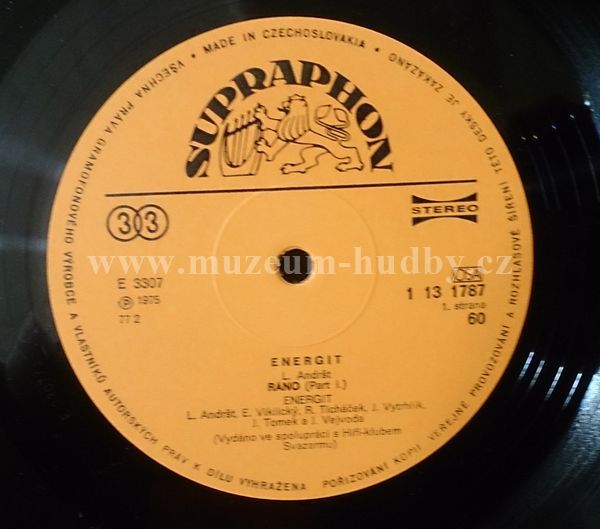 VŠECHNA PRÁVA GRAMOFONOVÉHO VÝROBCE A VLASTNÍKŮ AUTORSKÝCH PRÁV K DÍLU VYHRAŽENA
POŘIZOVÁNÍ KOPIÍ VEŘEJNÉ PROVOZOVÁNÍ A ROZHLASOVÉ ŠÍŘENÍ TÉTO DESKY JE ZAKÁZÁNO
• MADE IN CZECHOSLOVAKIA •
SUPRAPHON
33
STEREO
www.muzeum-hudby.cz
E 3307
Ⓟ 1975
77 2
OSA
1 13 1787
1. strana
60
ENERGIT
L. Andršt
RÁNO (Part I.)
ENERGIT
L. Andršt, E. Viklický, R. Ticháček, J. Vytrhlík,
J. Tomek a J. Vejvoda
(Vydáno ve spolupráci s Hifi-klubem
Svazarmu)